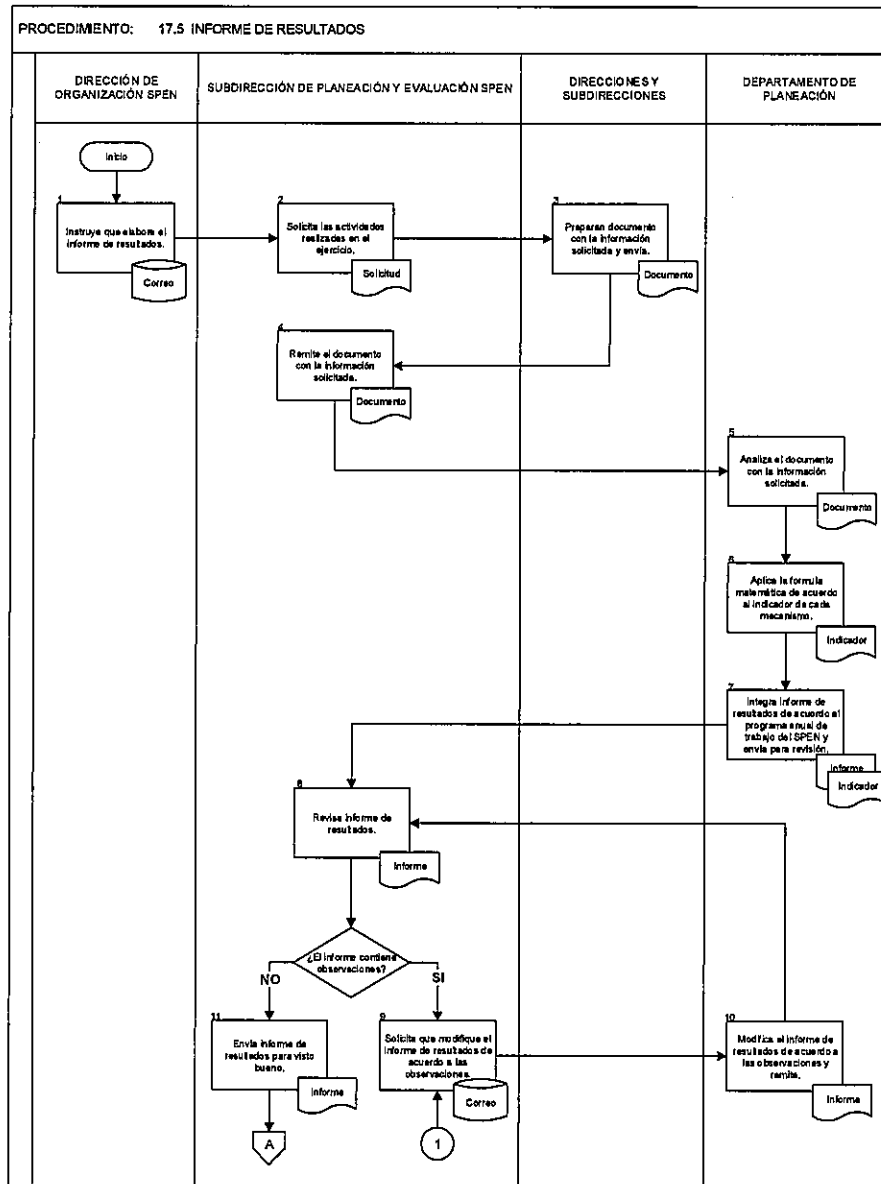 PROCEDIMIENTO: 17.5 INFORME DE RESULTADOS
DIRECCIÓN DE
ORGANIZACIÓN SPEN
SUBDIRECCIÓN DE PLANEACIÓN Y EVALUACIÓN SPEN
DIRECCIONES Y
SUBDIRECCIONES
DEPARTAMENTO DE
PLANEACIÓN
Inicio
1
Instruye que elabore el
informe de resultados.
Correo
2
Solicita las actividades
realizadas en el
ejercicio.
Solicitud
3
Preparan documento
con la información
solicitada y envía.
Documento
4
Remite el documento
con la información
solicitada.
Documento
5
Analiza el documento
con la información
solicitada.
Documento
6
Aplica la formula
matemática de acuerdo
al indicador de cada
mecanismo.
Indicador
7
Integra informe de
resultados de acuerdo al
programa anual de
trabajo del SPEN y
envía para revisión.
Informe
Indicador
8
Revisa informe de
resultados.
Informe
¿El informe contiene
observaciones?
NO
SI
11
Envía informe de
resultados para visto
bueno.
Informe
A
9
Solicita que modifique el
informe de resultados de
acuerdo a las
observaciones.
Correo
1
10
Modifica el informe de
resultados de acuerdo a
las observaciones y
remite.
Informe